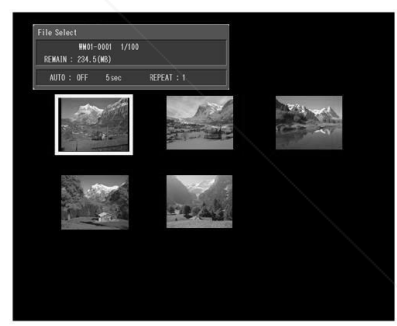 File Select
WW01-0001 1/100
REMAIN : 234.5(MB)
AUTO : OFF 5sec REPEAT : 1